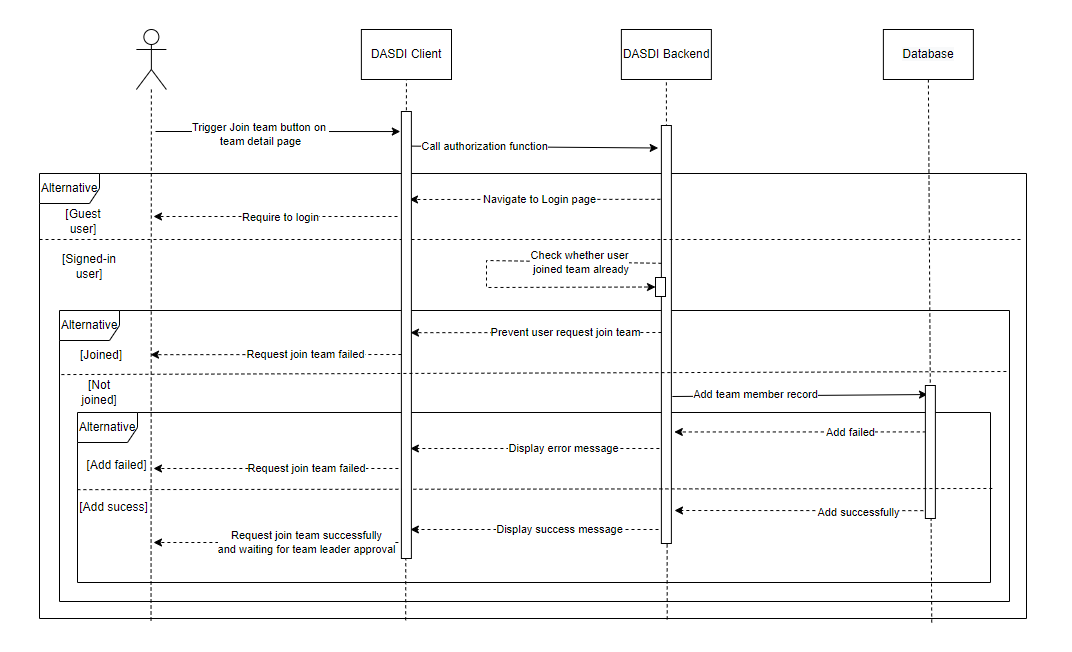 DASDI Client
DASDI Backend
Database
Trigger Join team button on
team detail page
Call authorization function
Alternative
[Guest
user]
Navigate to Login page
Require to login
[Signed-in
user]
Check whether user
joined team already
Alternative
Prevent user request join team
[Joined]
Request join team failed
[Not
joined]
Add team member record
Alternative
Add failed
Display error message
[Add failed]
Request join team failed
[Add sucess]
Add successfully
Display success message
Request join team successfully
and waiting for team leader approval